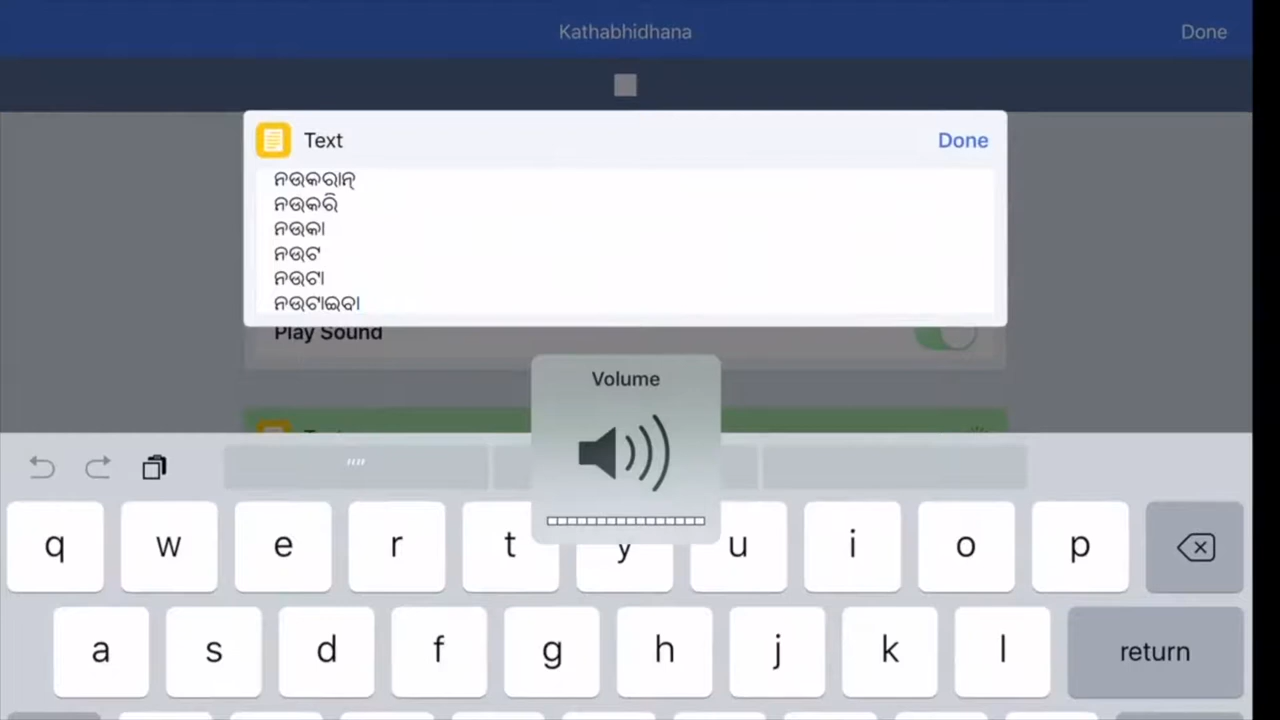 Kathabhidhana
Done
Text
Done
ନଉକରାନ୍
ନଉକରି
ନଉକା
ନଉଟ
ନଉଟା
ନଉଟାଇବା
Play Sound
Volume
""
q w e r t y u i o p
a s d f g h j k l return